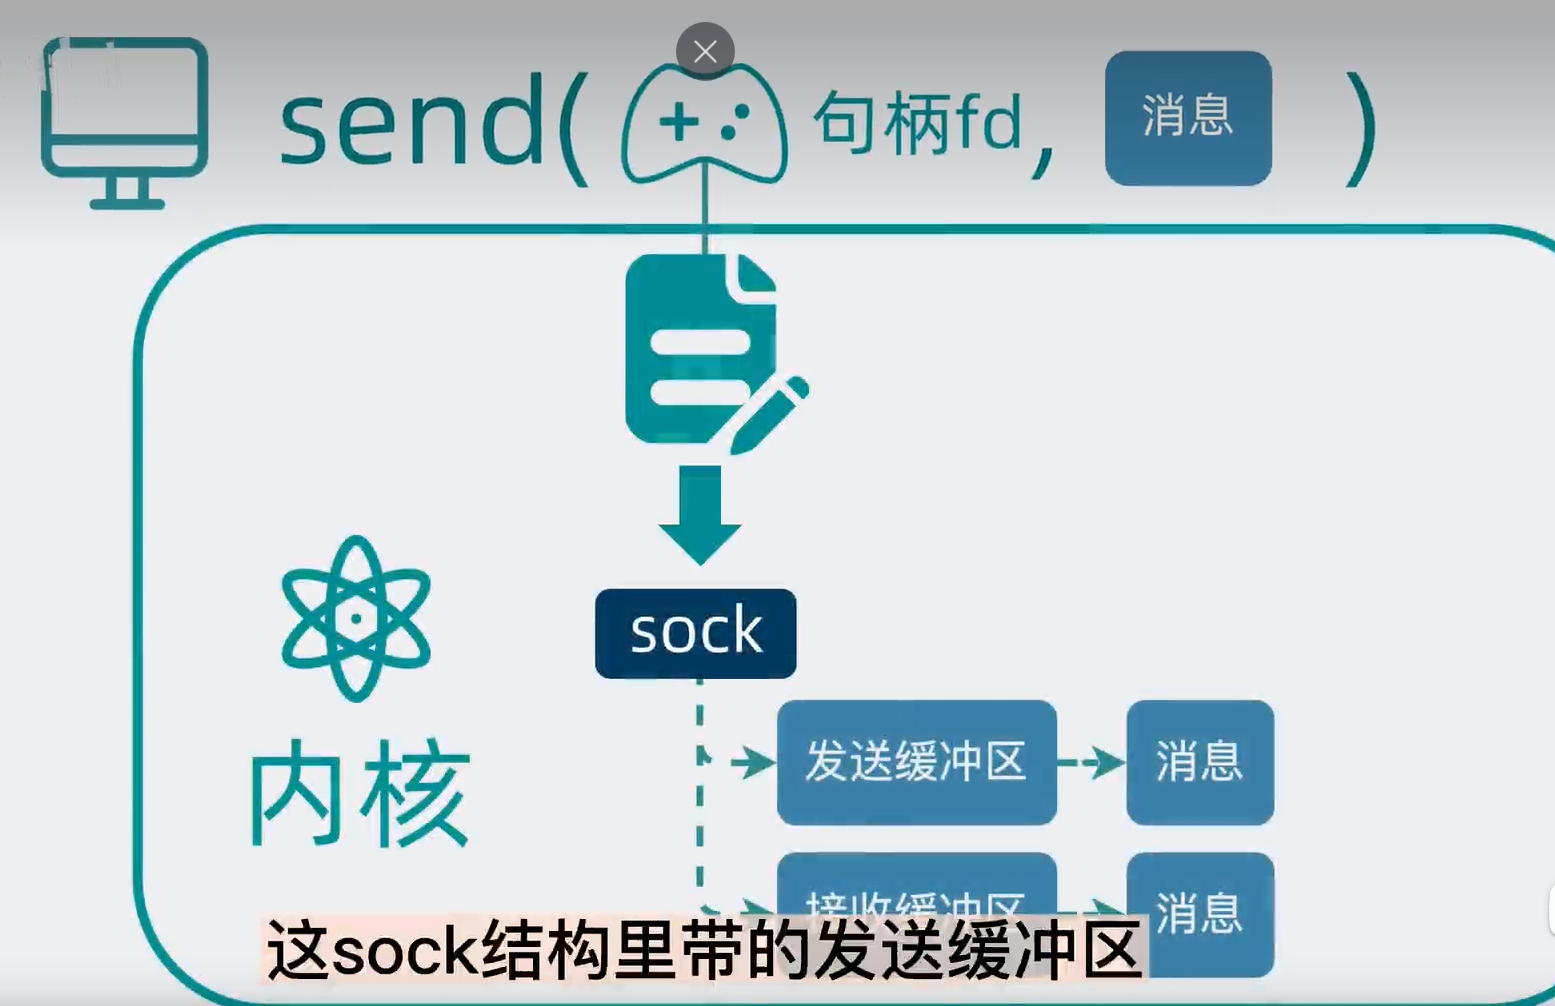 send( 句柄fd, 消息 )
sock
发送缓冲区 消息
内核
接收缓冲区 消息
这sock结构里带的发送缓冲区